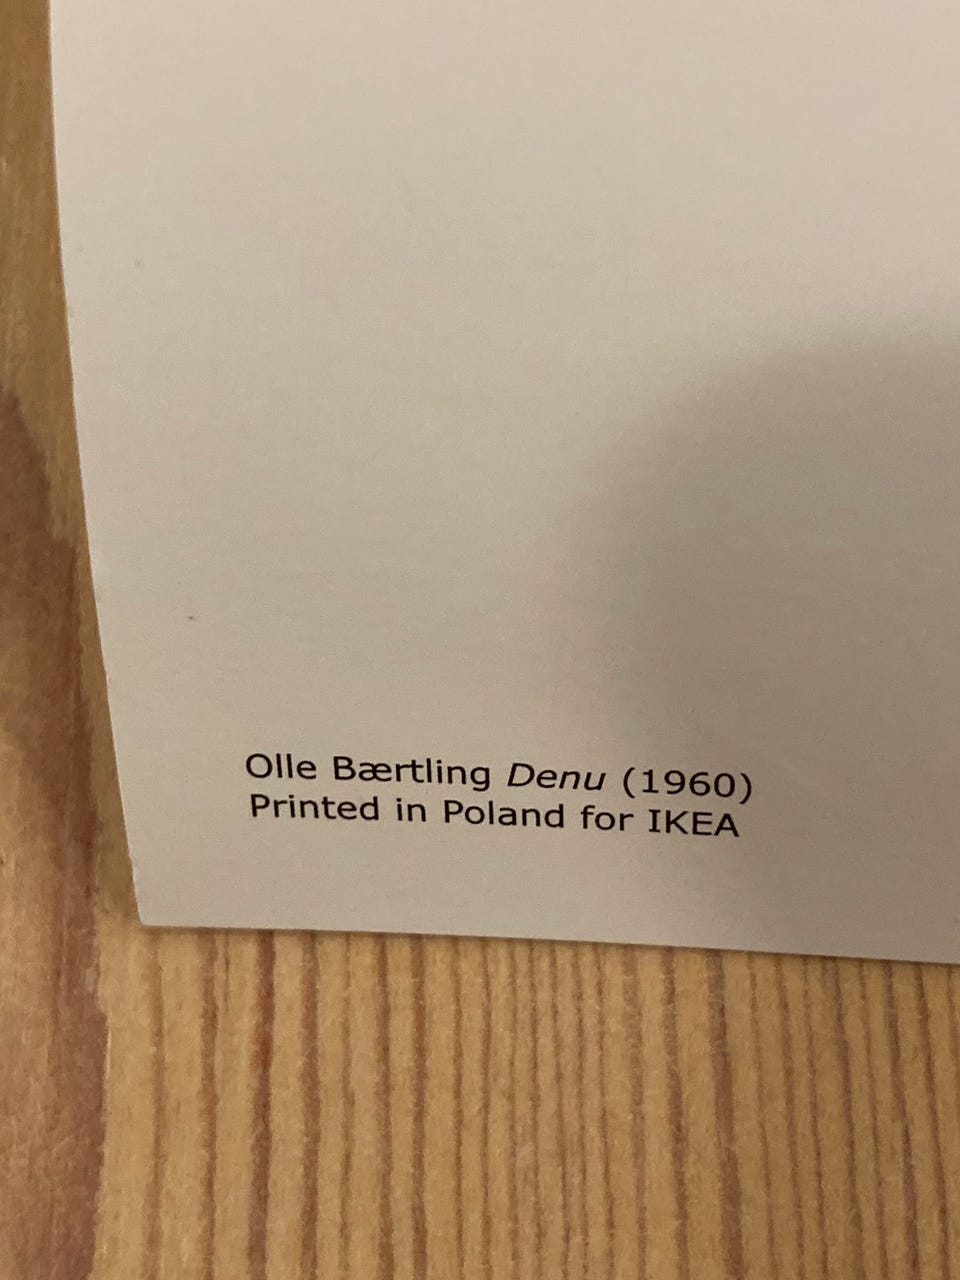 Olle Bærtling Denu (1960)
Printed in Poland for IKEA